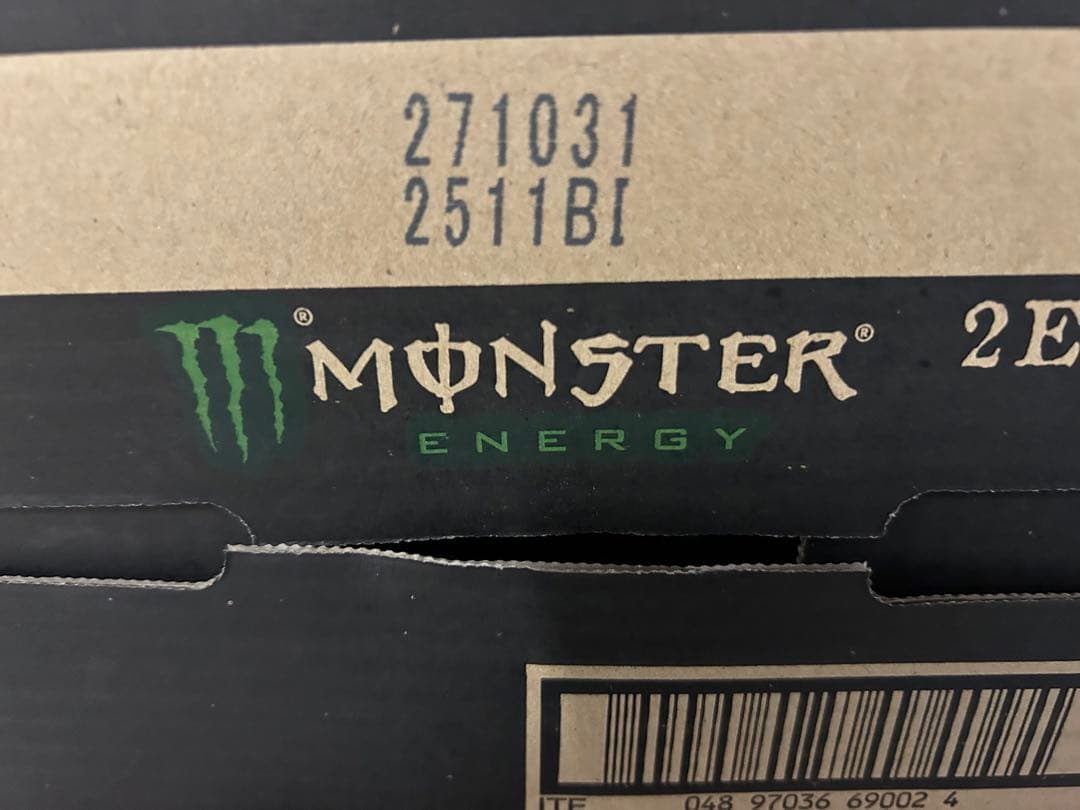 271031
2511BI
® MONSTER® 2E
ENERGY
ITF 048 97036 69002 4